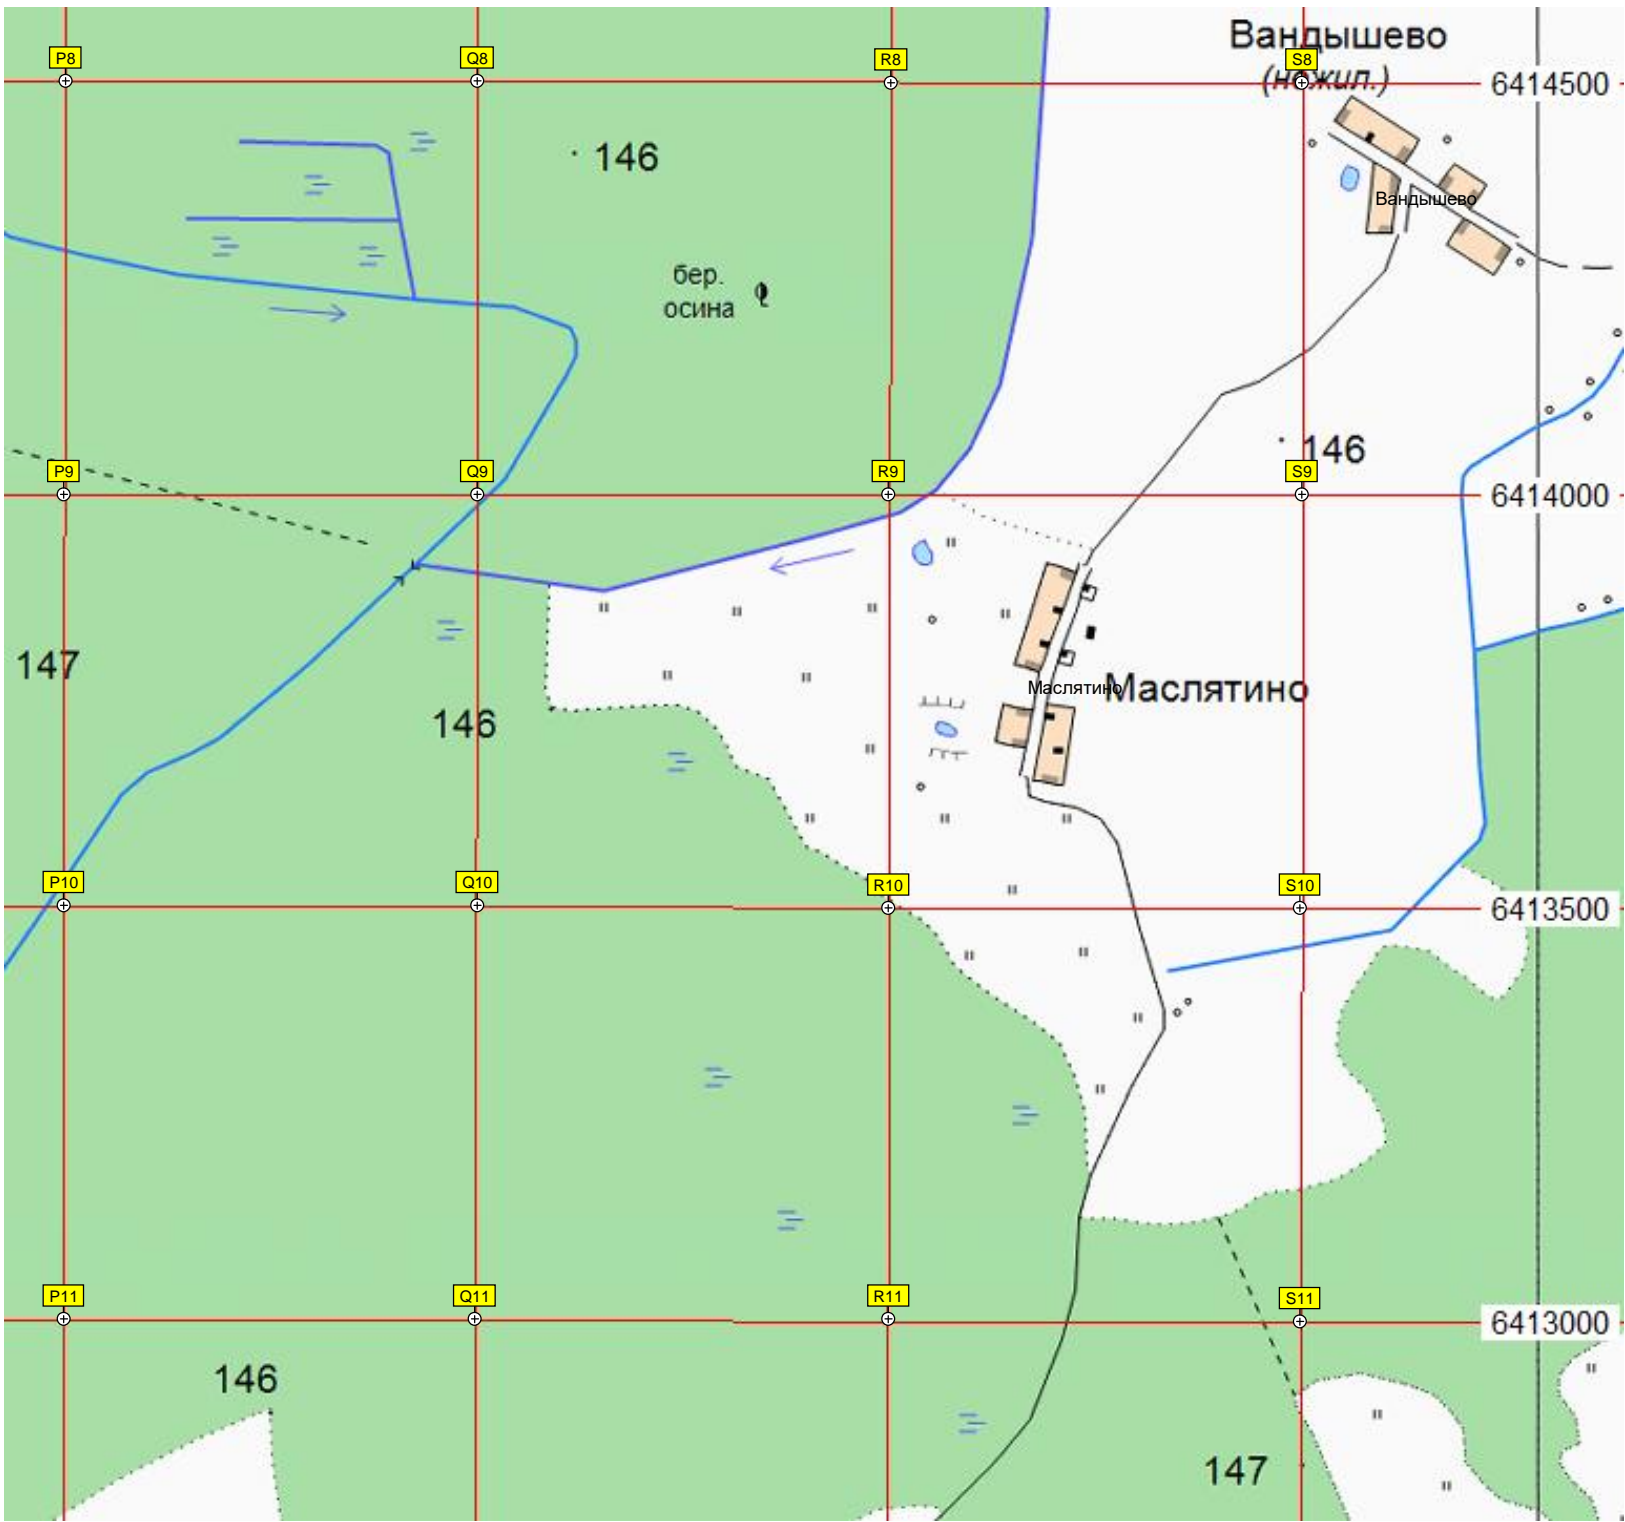 Вандышево
P8
Q8
R8
S8
(нежил.)
6414500
146
Вандышево
бер.
осина
146
P9
Q9
R9
S9
6414000
147
Маслятино
Маслятино
146
P10
Q10
R10
S10
6413500
P11
Q11
R11
S11
6413000
146
147